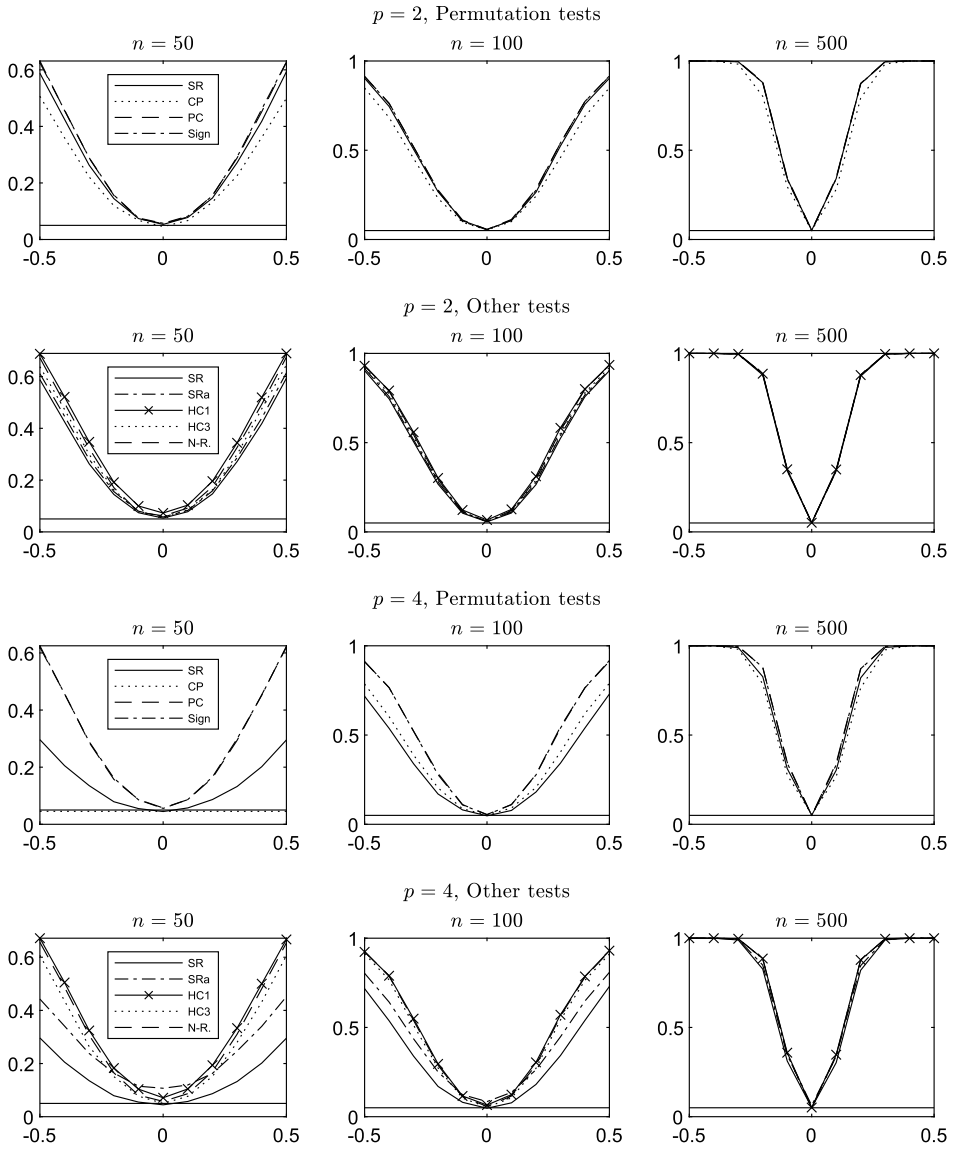 p = 2, Permutation tests
n = 50
n = 100
n = 500
0.6
0.4
0.2
0
SR
CP
PC
Sign
-0.5
0
0.5
1
0.5
0
-0.5
0
0.5
1
0.5
0
-0.5
0
0.5
p = 2, Other tests
n = 50
n = 100
n = 500
0.6
0.4
0.2
0
SR
SRa
HC1
HC3
N-R.
-0.5
0
0.5
1
0.5
0
-0.5
0
0.5
1
0.5
0
-0.5
0
0.5
p = 4, Permutation tests
n = 50
n = 100
n = 500
0.6
0.4
0.2
0
SR
CP
PC
Sign
-0.5
0
0.5
1
0.5
0
-0.5
0
0.5
1
0.5
0
-0.5
0
0.5
p = 4, Other tests
n = 50
n = 100
n = 500
0.6
0.4
0.2
0
SR
SRa
HC1
HC3
N-R.
-0.5
0
0.5
1
0.5
0
-0.5
0
0.5
1
0.5
0
-0.5
0
0.5